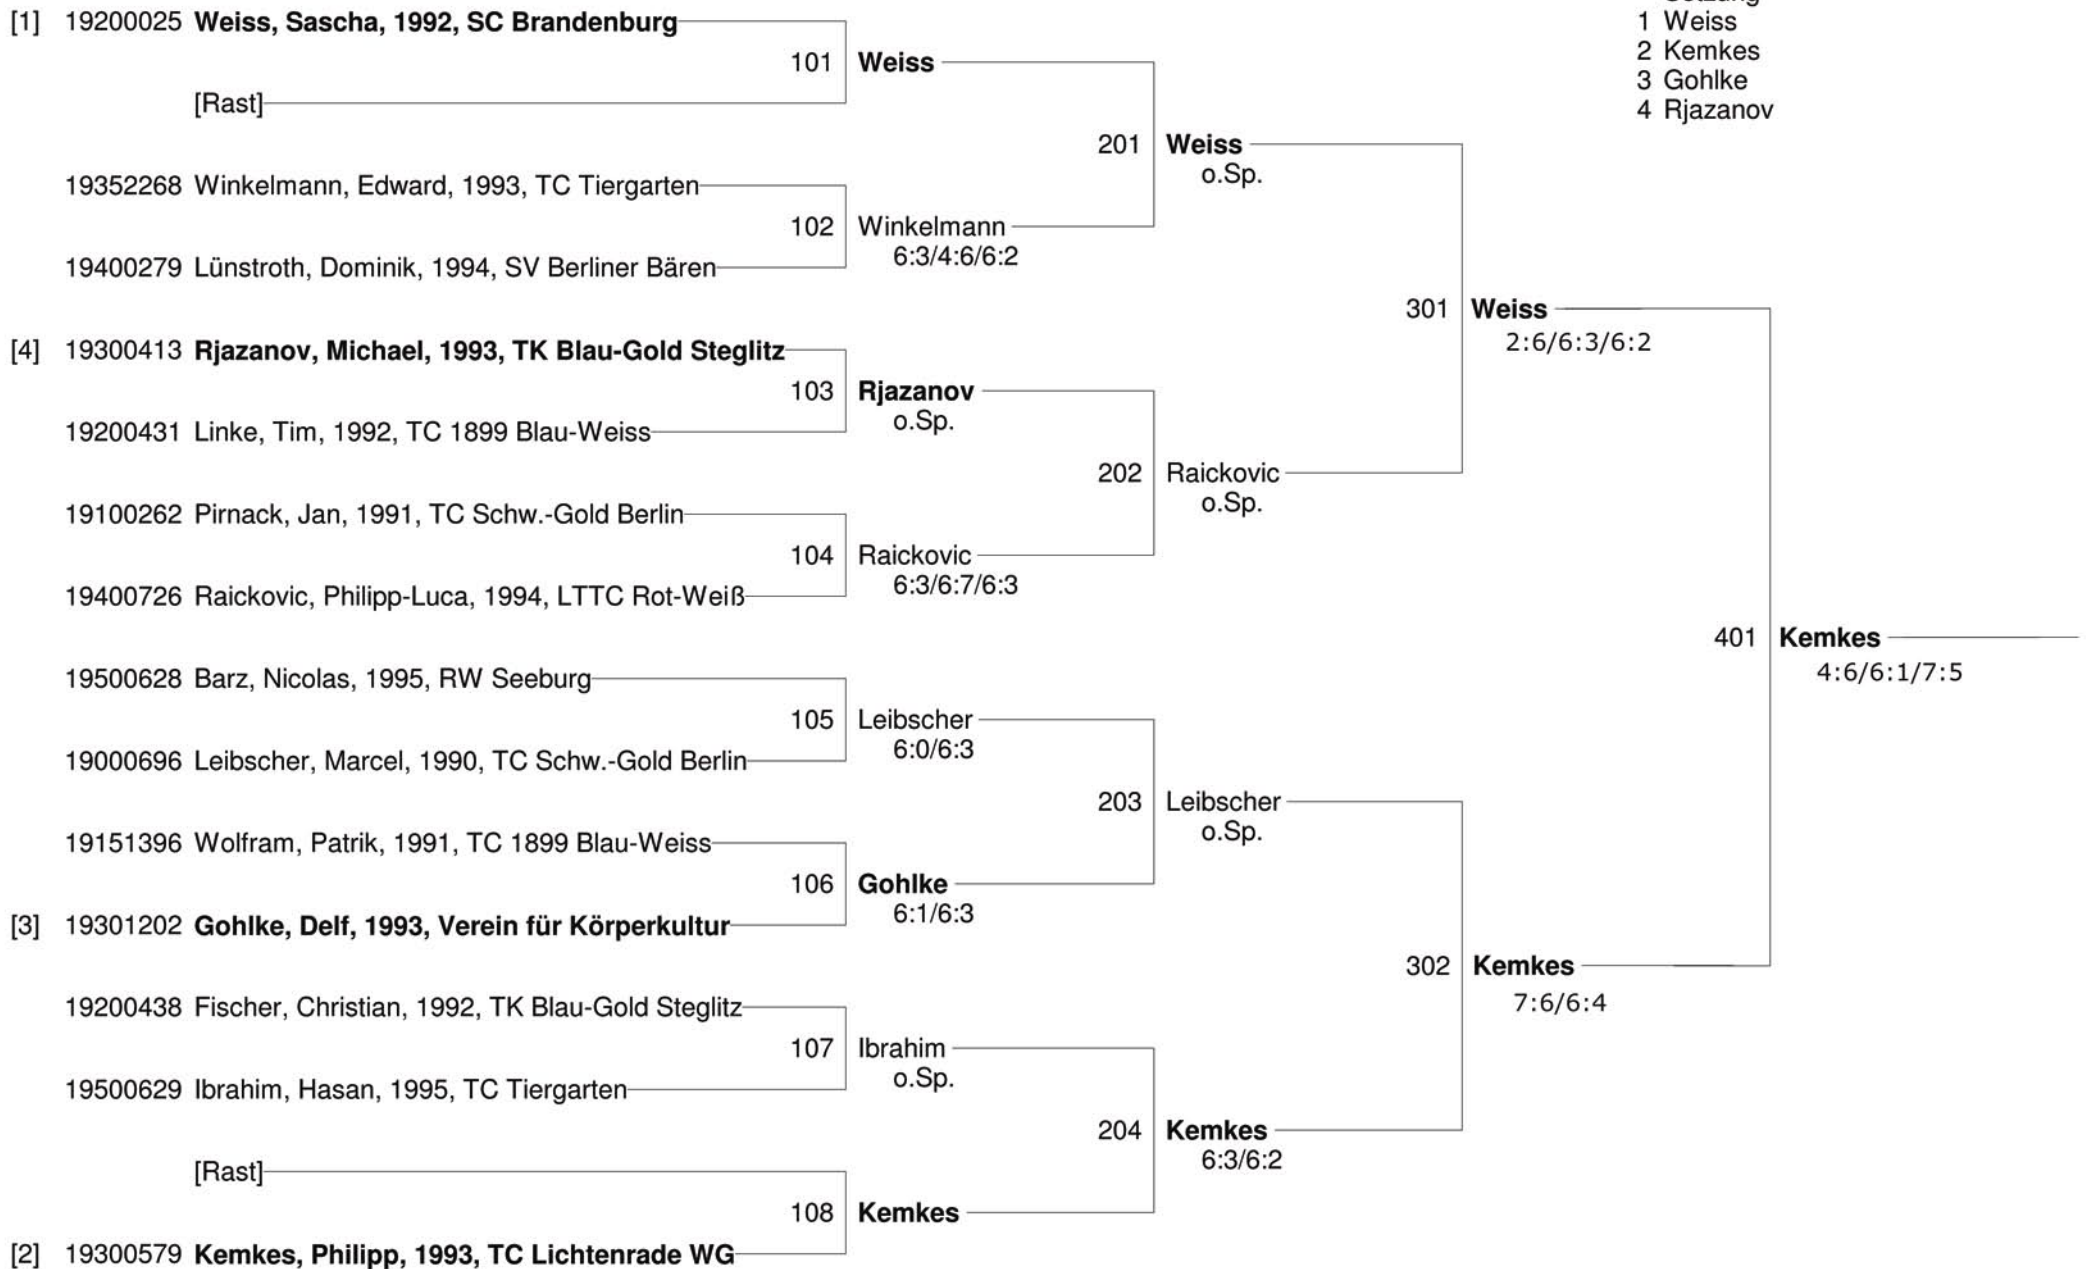 Setzung
[1] 19200025 Weiss, Sascha, 1992, SC Brandenburg
1 Weiss
2 Kemkes
3 Gohlke
4 Rjazanov
101 Weiss
[Rast]
201 Weiss
o.Sp.
19352268 Winkelmann, Edward, 1993, TC Tiergarten
102 Winkelmann
6:3/4:6/6:2
19400279 Lünstroth, Dominik, 1994, SV Berliner Bären
301 Weiss
2:6/6:3/6:2
[4] 19300413 Rjazanov, Michael, 1993, TK Blau-Gold Steglitz
103 Rjazanov
o.Sp.
19200431 Linke, Tim, 1992, TC 1899 Blau-Weiss
202 Raickovic
o.Sp.
19100262 Pirnack, Jan, 1991, TC Schw.-Gold Berlin
104 Raickovic
6:3/6:7/6:3
19400726 Raickovic, Philipp-Luca, 1994, LTTC Rot-Weiß
401 Kemkes
4:6/6:1/7:5
19500628 Barz, Nicolas, 1995, RW Seeburg
105 Leibscher
6:0/6:3
19000696 Leibscher, Marcel, 1990, TC Schw.-Gold Berlin
203 Leibscher
o.Sp.
19151396 Wolfram, Patrik, 1991, TC 1899 Blau-Weiss
106 Gohlke
6:1/6:3
[3] 19301202 Gohlke, Delf, 1993, Verein für Körperkultur
302 Kemkes
7:6/6:4
19200438 Fischer, Christian, 1992, TK Blau-Gold Steglitz
107 Ibrahim
o.Sp.
19500629 Ibrahim, Hasan, 1995, TC Tiergarten
204 Kemkes
6:3/6:2
[Rast]
108 Kemkes
[2] 19300579 Kemkes, Philipp, 1993, TC Lichtenrade WG